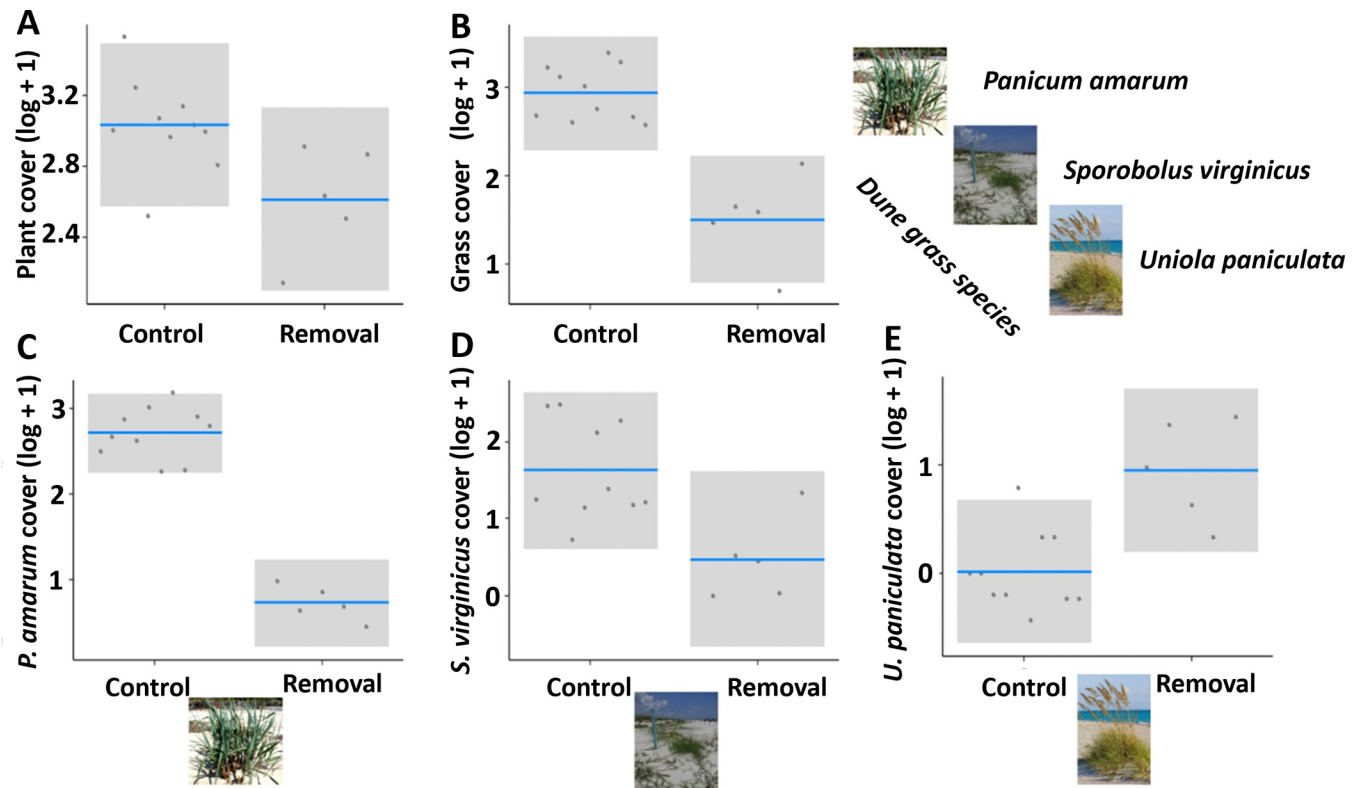 A
Plant cover (log + 1)
3.2
2.8
2.4
Control
Removal
B
Grass cover (log + 1)
3
2
1
Control
Removal
Panicum amarum
Sporobolus virginicus
Uniola paniculata
Dune grass species
C
P. amarum cover (log + 1)
3
2
1
Control
Removal
D
S. virginicus cover (log + 1)
2
1
0
Control
Removal
E
U. paniculata cover (log + 1)
1
0
Control
Removal